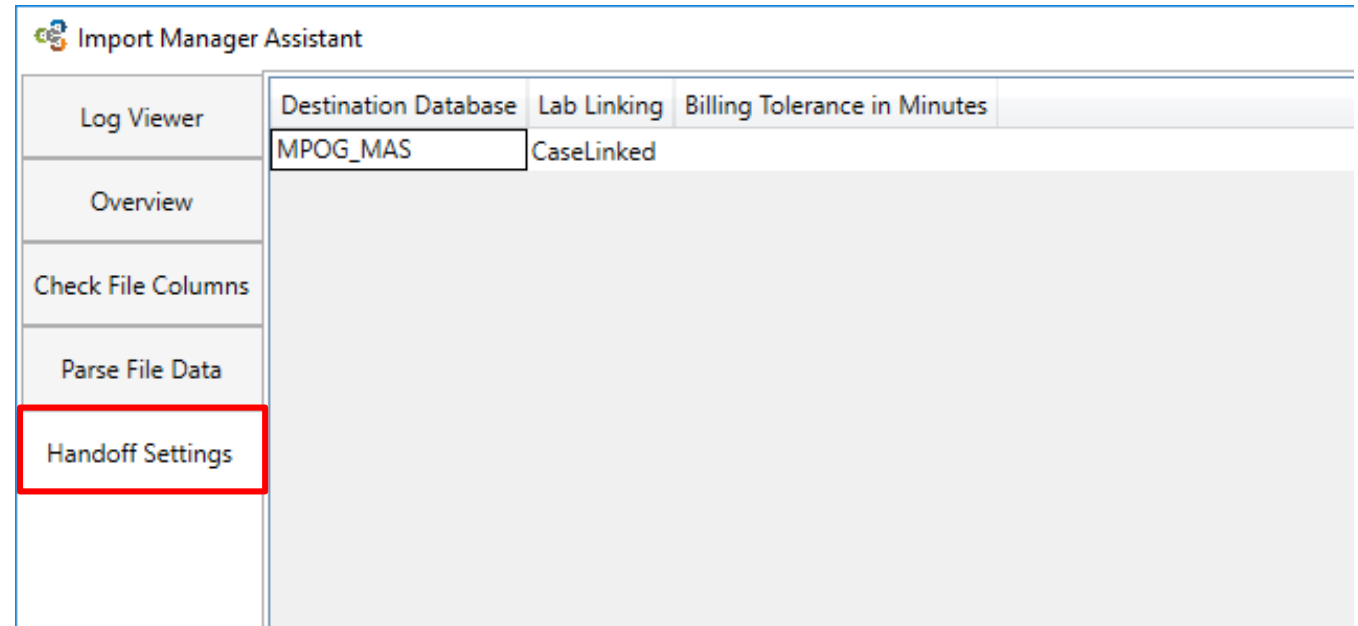 Import Manager Assistant
Log Viewer
Overview
Check File Columns
Parse File Data
Handoff Settings
Destination Database Lab Linking Billing Tolerance in Minutes
MPOG_MAS CaseLinked